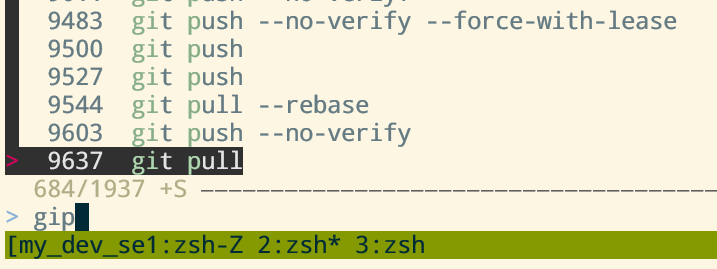 9483 git push --no-verify --force-with-lease
9500 git push
9527 git push
9544 git pull --rebase
9603 git push --no-verify
> 9637 git pull
684/1937 +S
> gip
[my_dev_se1:zsh-Z 2:zsh* 3:zsh